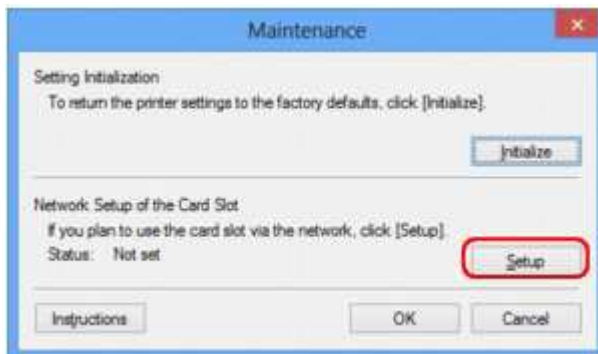 Maintenance
Setting Initialization
To return the printer settings to the factory defaults, click [Initialize].
Initialize
Network Setup of the Card Slot
If you plan to use the card slot via the network, click [Setup].
Status: Not set
Setup
Instructions OK Cancel